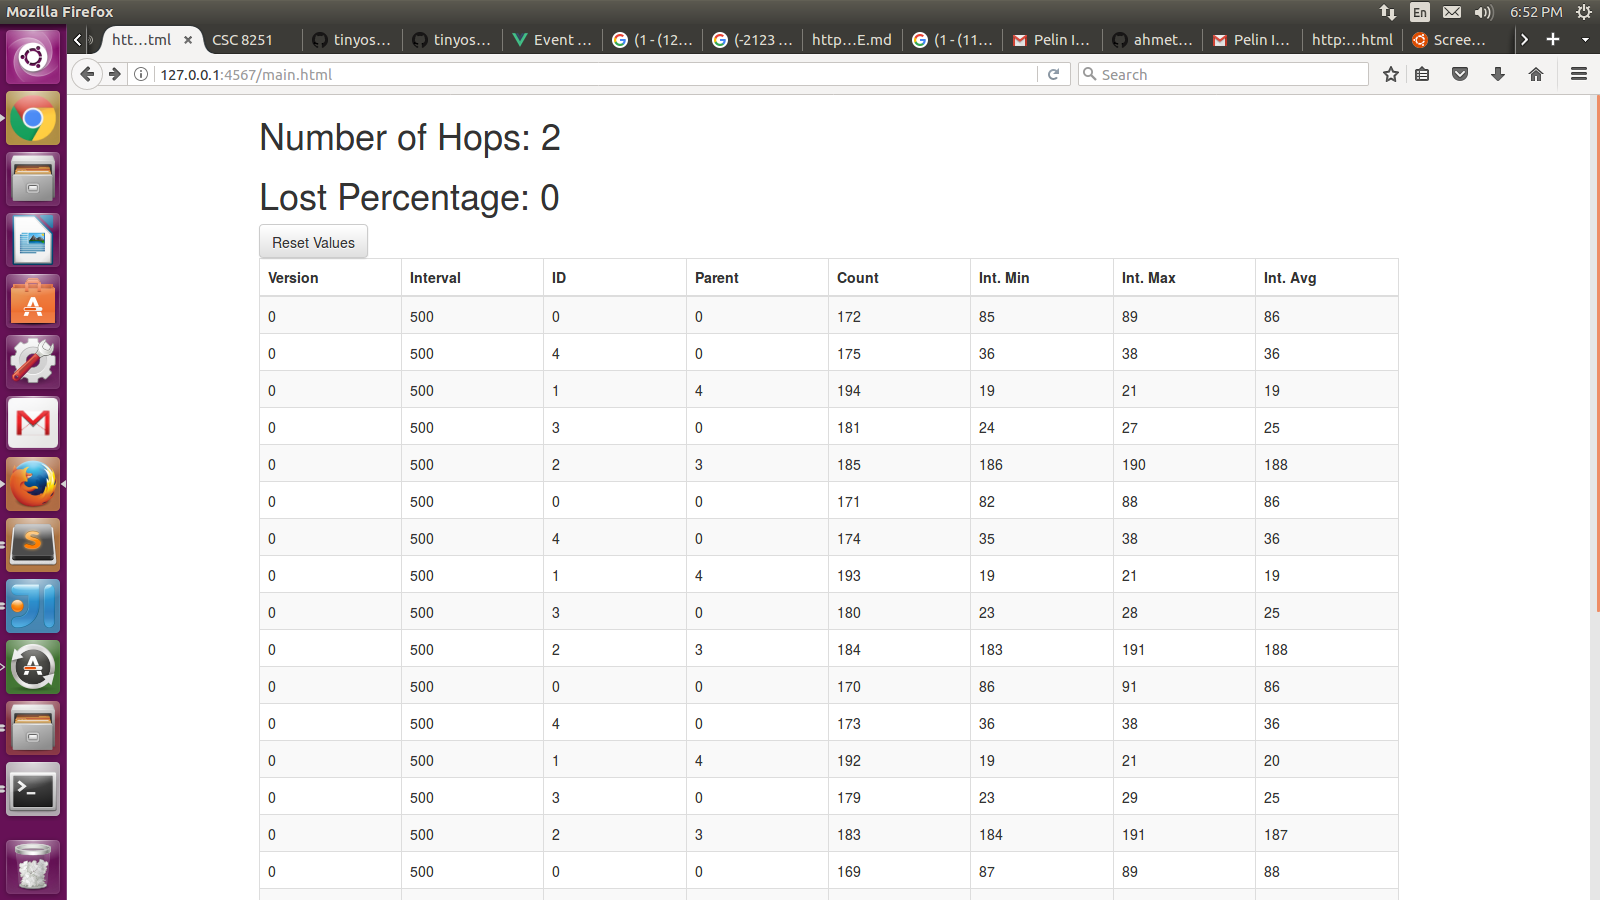 Mozilla Firefox
En
6:52 PM
htt...tml
CSC 8251
tinyos...
tinyos...
Event ...
(1 - (12...
(-2123 ...
http...E.md
(1 - (11...
Pelin I...
ahmet...
Pelin I...
http:...html
Scree...
127.0.0.1:4567/main.html
Search
Number of Hops: 2
Lost Percentage: 0
Reset Values
Version Interval ID Parent Count Int. Min Int. Max Int. Avg
0 500 0 0 172 85 89 86
0 500 4 0 175 36 38 36
0 500 1 4 194 19 21 19
0 500 3 0 181 24 27 25
0 500 2 3 185 186 190 188
0 500 0 0 171 82 88 86
0 500 4 0 174 35 38 36
0 500 1 4 193 19 21 19
0 500 3 0 180 23 28 25
0 500 2 3 184 183 191 188
0 500 0 0 170 86 91 86
0 500 4 0 173 36 38 36
0 500 1 4 192 19 21 20
0 500 3 0 179 23 29 25
0 500 2 3 183 184 191 187
0 500 0 0 169 87 89 88